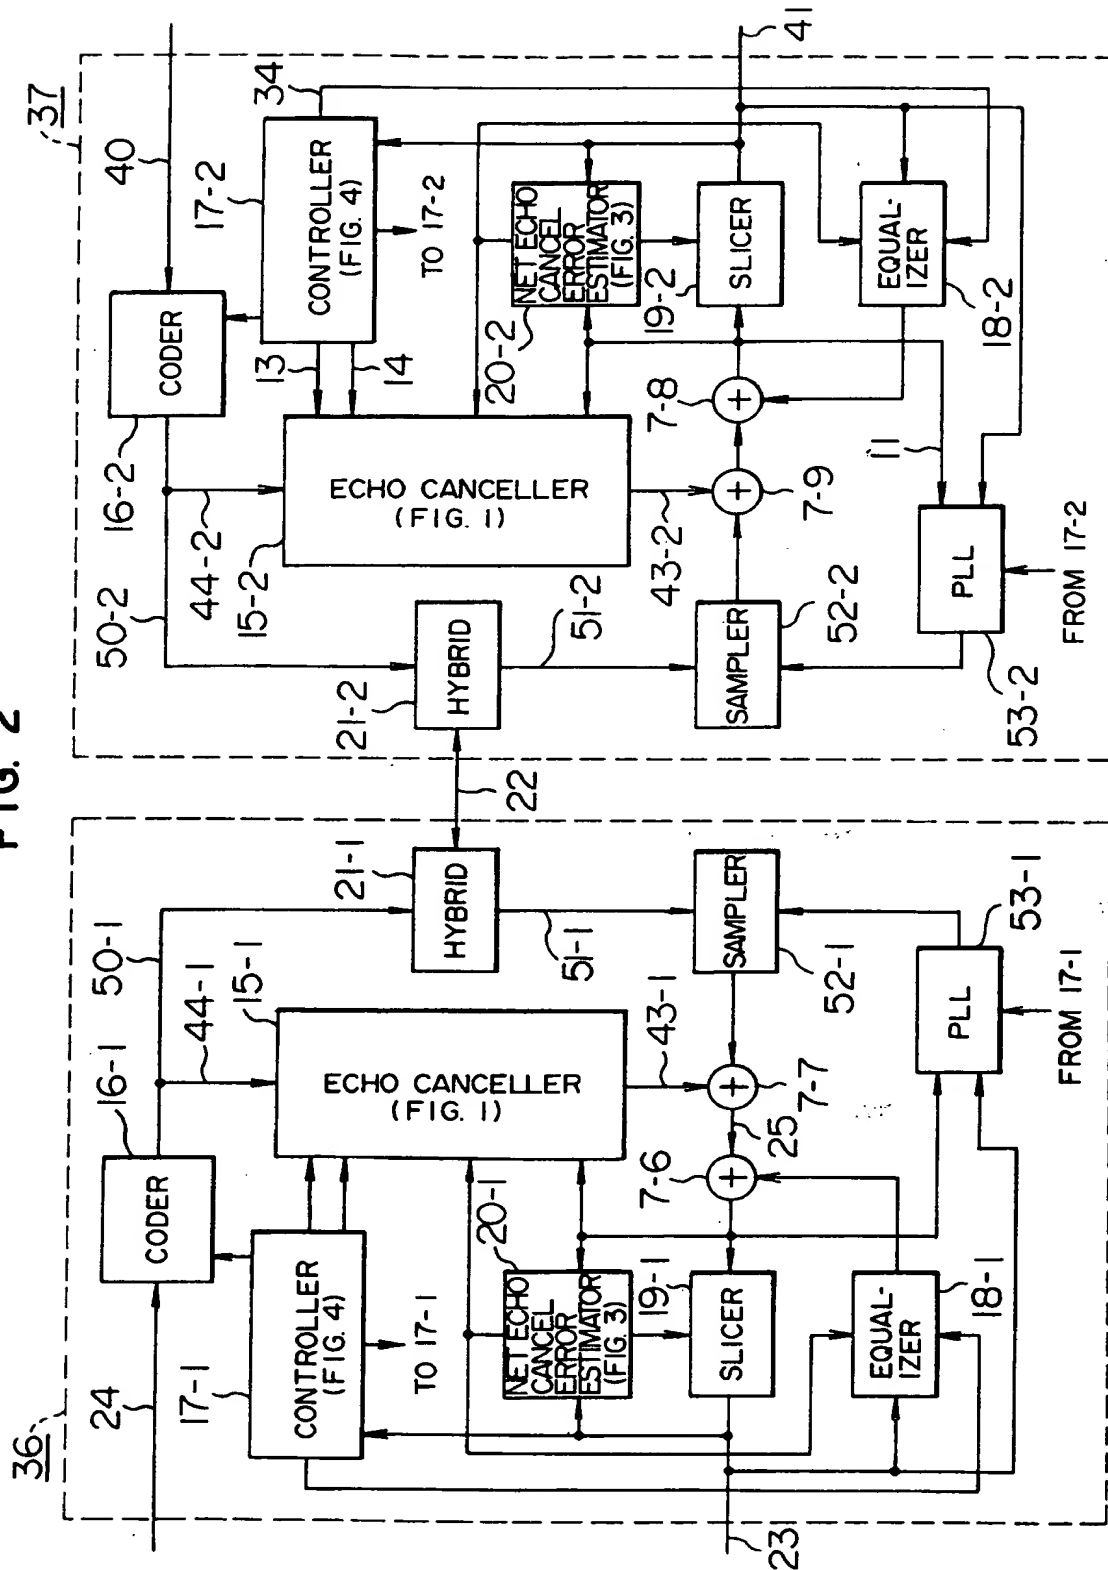 FIG. 2
36
24
17-1
CONTROLLER
(FIG. 4)
TO 17-1
CODER
16-1
44-1
50-1
15-1
ECHO CANCELLER
(FIG. 1)
43-1
21-1
HYBRID
51-1
22
20-1
NET ECHO
CANCEL
ERROR
ESTIMATOR
(FIG. 3)
19-1
SLICER
7-6
25
7-7
SAMPLER
52-1
23
EQUAL-
IZER
18-1
PLL
53-1
FROM 17-1
37
40
34
17-2
CONTROLLER
(FIG. 4)
TO 17-2
CODER
16-2
13
14
44-2
50-2
15-2
ECHO CANCELLER
(FIG. 1)
43-2
21-2
HYBRID
51-2
20-2
NET ECHO
CANCEL
ERROR
ESTIMATOR
(FIG. 3)
19-2
SLICER
41
7-8
7-9
SAMPLER
52-2
EQUAL-
IZER
18-2
11
PLL
53-2
FROM 17-2